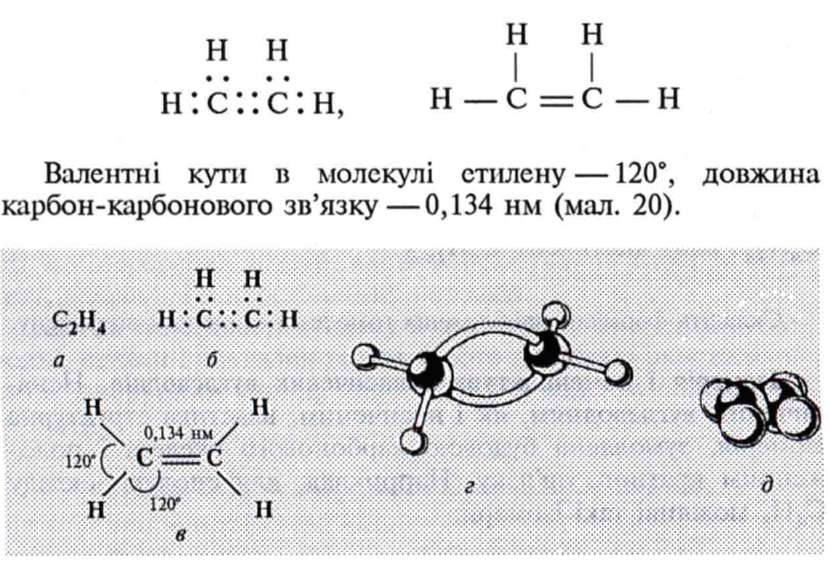 H H H H
H : C : : C : H, H — C = C — H
Валентні кути в молекулі етилену — 120°, довжина
карбон-карбонового зв'язку — 0,134 нм (мал. 20).
H H
C₂H₄ H : C : : C : H
а б
H 0,134 нм H
120° C = C
H 120° H
в г д